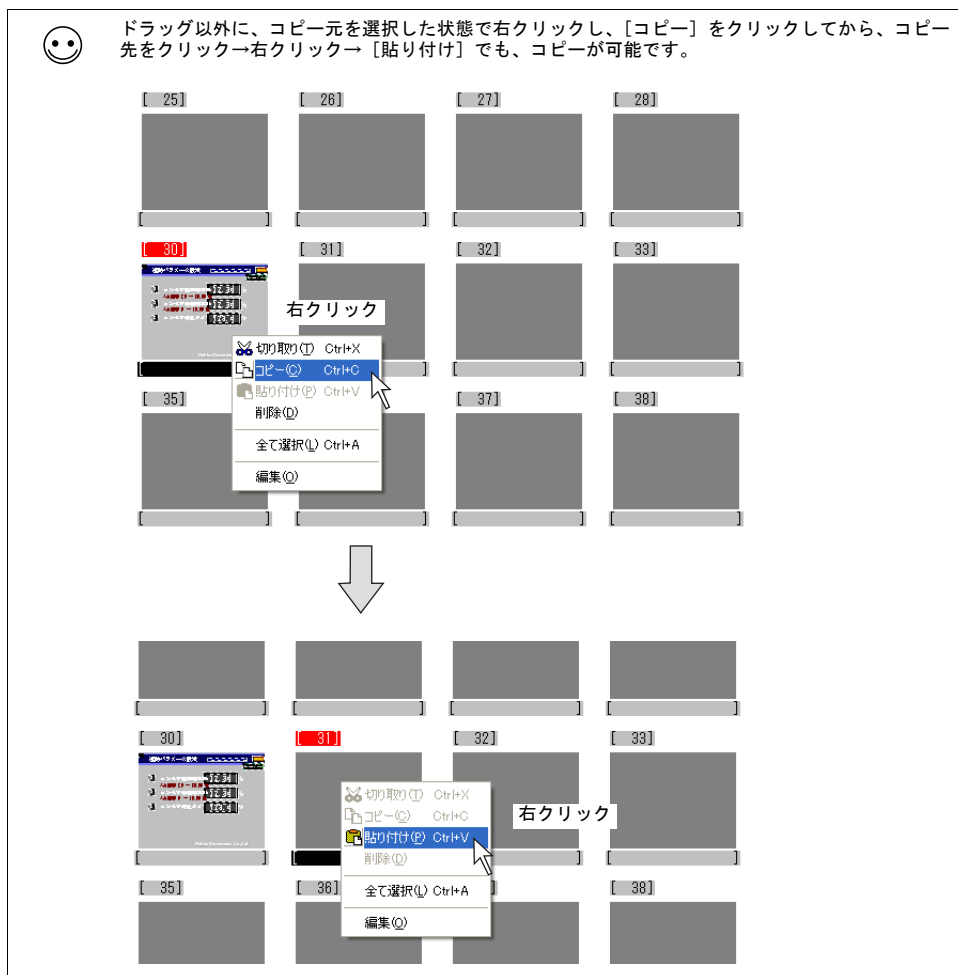 ドラッグ以外に、コピー元を選択した状態で右クリックし、［コピー］をクリックしてから、コピー
先をクリック→右クリック→［貼り付け］でも、コピーが可能です。
[ 25] [ 26] [ 27] [ 28]
[ ] [ ] [ ] [ ]
[ 30] [ 31] [ 32] [ 33]
右クリック
切り取り(T) Ctrl+X
コピー(C) Ctrl+C
貼り付け(P) Ctrl+V
削除(D)
全て選択(L) Ctrl+A
編集(O)
[ 35] [ 37] [ 38]
[ ] [ ] [ ] [ ]
[ ] [ ] [ ] [ ]
[ 30] [ 31] [ 32] [ 33]
右クリック
切り取り(T) Ctrl+X
コピー(C) Ctrl+C
貼り付け(P) Ctrl+V
削除(D)
全て選択(L) Ctrl+A
編集(O)
[ 35] [ 36] [ 38]